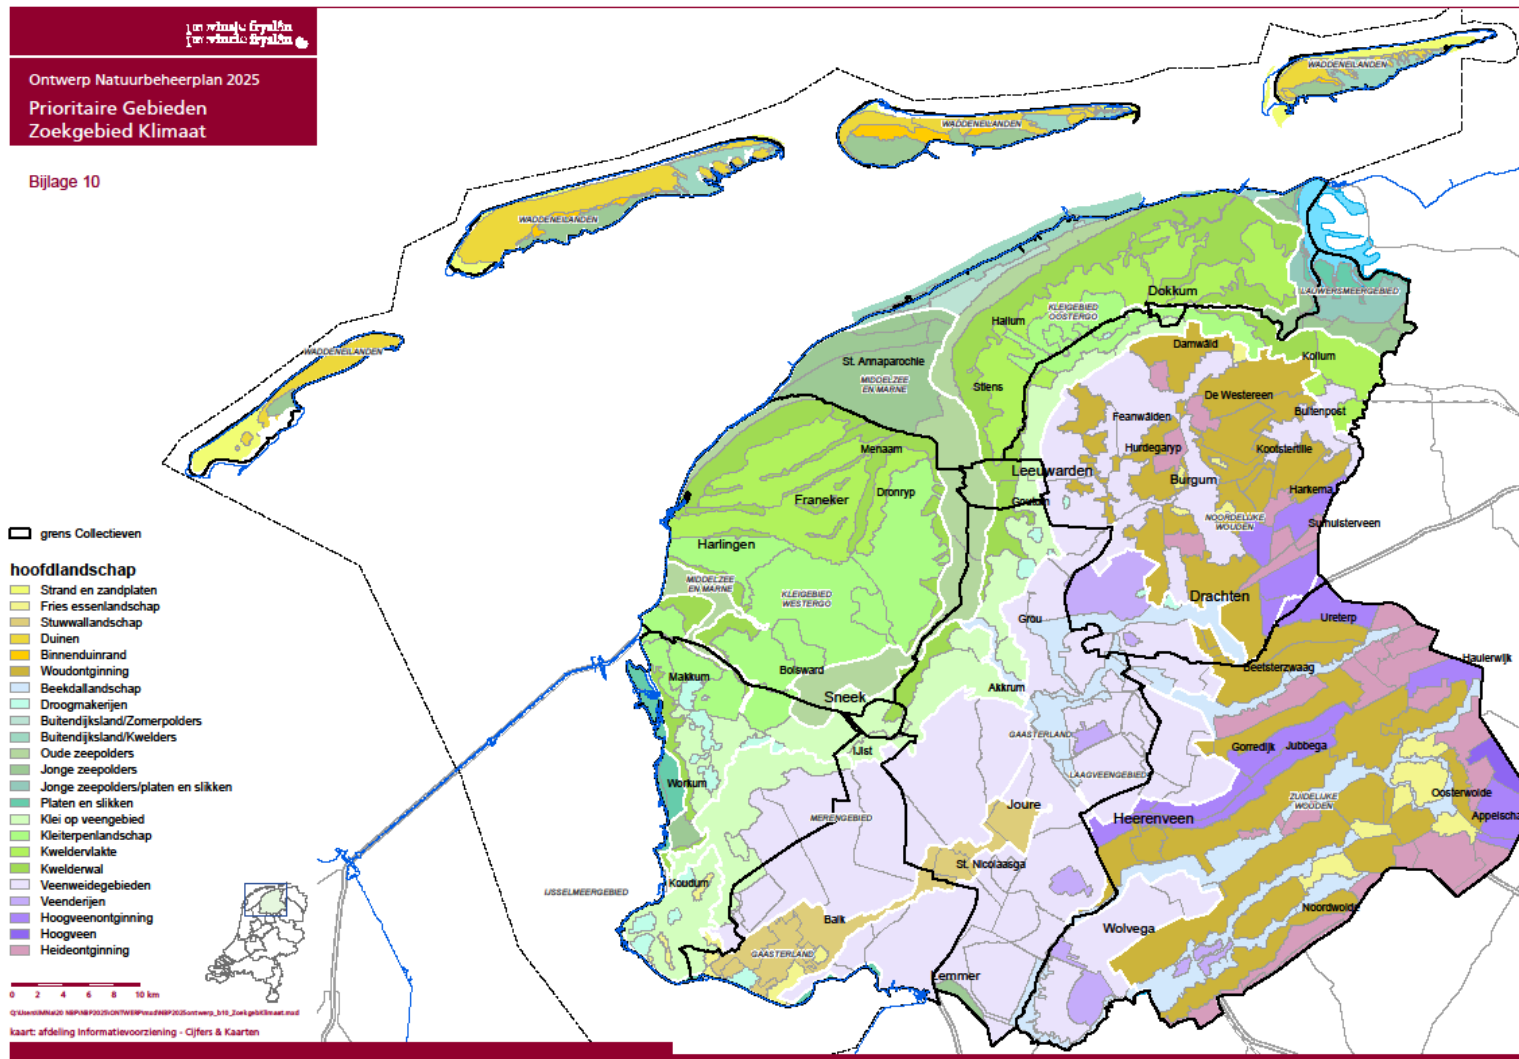 provinsje fryslân
provincie fryslân
Ontwerp Natuurbeheerplan 2025
Prioritaire Gebieden
Zoekgebied Klimaat
Bijlage 10
WADDENEILANDEN
WADDENEILANDEN
WADDENEILANDEN
WADDENEILANDEN
LAUWERSMEERGEBIED
Dokkum
KLEIGEBIED
OOSTERGO
Hallum
Damwâld
Kollum
St. Annaparochie
MIDDELZEE
EN MARNE
Stiens
De Westereen
Feanwâlden
Buitenpost
Menaam
Hurdegaryp
Kootstertille
Leeuwarden
Burgum
Franeker
Dronryp
Goutum
Harkema
NOORDELIJKE
WOUDEN
Surhuisterveen
Harlingen
MIDDELZEE
EN MARNE
KLEIGEBIED
WESTERGO
Drachten
Grou
Ureterp
Bolsward
Makkum
Beetsterzwaag
Haulerwijk
Sneek
Akkrum
GAASTERLAND
IJlst
Gorredijk
Jubbega
LAAGVEENGEBIED
Workum
Joure
ZUIDELIJKE
WOUDEN
Oosterwolde
MERENGEBIED
Heerenveen
Appelscha
St. Nicolaasga
IJSSELMEERGEBIED
Koudum
Balk
Noordwolde
Wolvega
GAASTERLAND
Lemmer
grens Collectieven
hoofdlandschap
Strand en zandplaten
Fries essenlandschap
Stuwwallandschap
Duinen
Binnenduinrand
Woudontginning
Beekdallandschap
Droogmakerijen
Buitendijksland/Zomerpolders
Buitendijksland/Kwelders
Oude zeepolders
Jonge zeepolders
Jonge zeepolders/platen en slikken
Platen en slikken
Klei op veengebied
Kleiterpenlandschap
Kweldervlakte
Kwelderwal
Veenweidegebieden
Veenderijen
Hoogveenontginning
Hoogveen
Heideontginning
0 2 4 6 8 10 km
kaart: afdeling Informatievoorziening - Cijfers & Kaarten